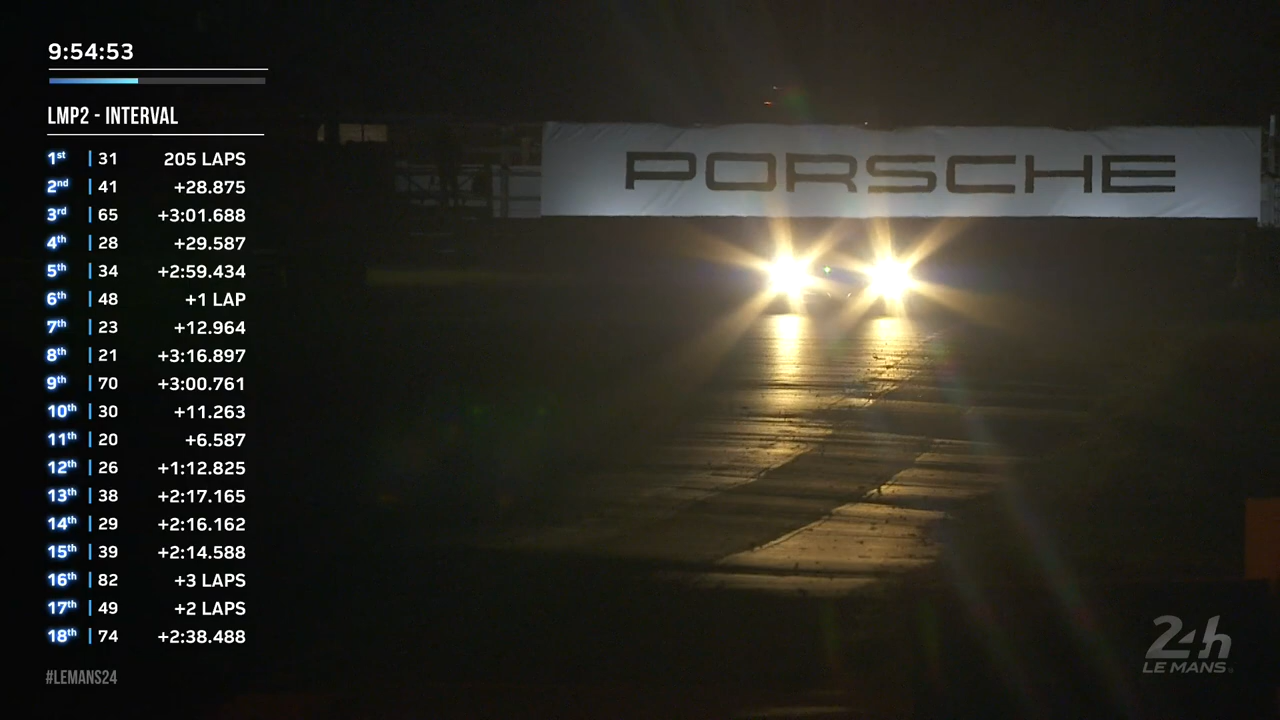 9:54:53
LMP2 - INTERVAL
1st 31 205 LAPS
2nd 41 +28.875
3rd 65 +3:01.688
4th 28 +29.587
5th 34 +2:59.434
6th 48 +1 LAP
7th 23 +12.964
8th 21 +3:16.897
9th 70 +3:00.761
10th 30 +11.263
11th 20 +6.587
12th 26 +1:12.825
13th 38 +2:17.165
14th 29 +2:16.162
15th 39 +2:14.588
16th 82 +3 LAPS
17th 49 +2 LAPS
18th 74 +2:38.488
#LEMANS24
PORSCHE
24h
LE MANS